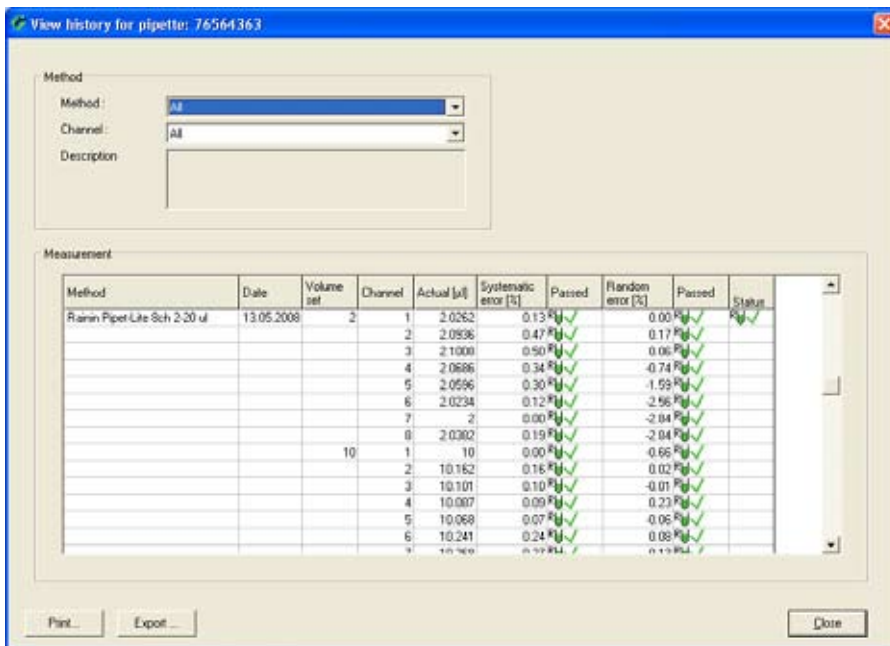 View history for pipette: 76564363
Method
Method :
All
Channel :
All
Description
Measurement
Method Date Volume set Channel Actual [µl] Systematic error [%] Passed Random error [%] Passed Status
Rainin Pipet-Lite 8ch 2-20 ul 13.05.2008 2 1 2.0262 0.13 0.00
2 2.0936 0.47 0.17
3 2.1000 0.50 0.06
4 2.0686 0.34 -0.74
5 2.0596 0.30 -1.59
6 2.0234 0.12 -2.56
7 2 0.00 -2.84
8 2.0382 0.19 -2.84
10 1 10 0.00 -0.66
2 10.162 0.16 0.02
3 10.101 0.10 -0.01
4 10.087 0.09 0.23
5 10.068 0.07 -0.06
6 10.241 0.24 0.08
Print...
Export ...
Close